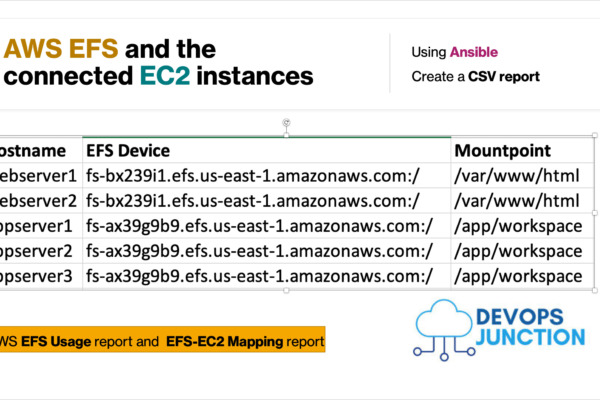 AWS EFS and the
connected EC2 instances
Using Ansible
Create a CSV report
ostname EFS Device Mountpoint
ebserver1 fs-bx239i1.efs.us-east-1.amazonaws.com:/ /var/www/html
ebserver2 fs-bx239i1.efs.us-east-1.amazonaws.com:/ /var/www/html
ppserver1 fs-ax39g9b9.efs.us-east-1.amazonaws.com:/ /app/workspace
ppserver2 fs-ax39g9b9.efs.us-east-1.amazonaws.com:/ /app/workspace
ppserver3 fs-ax39g9b9.efs.us-east-1.amazonaws.com:/ /app/workspace
WS EFS Usage report and EFS-EC2 Mapping report
DEVOPS
JUNCTION